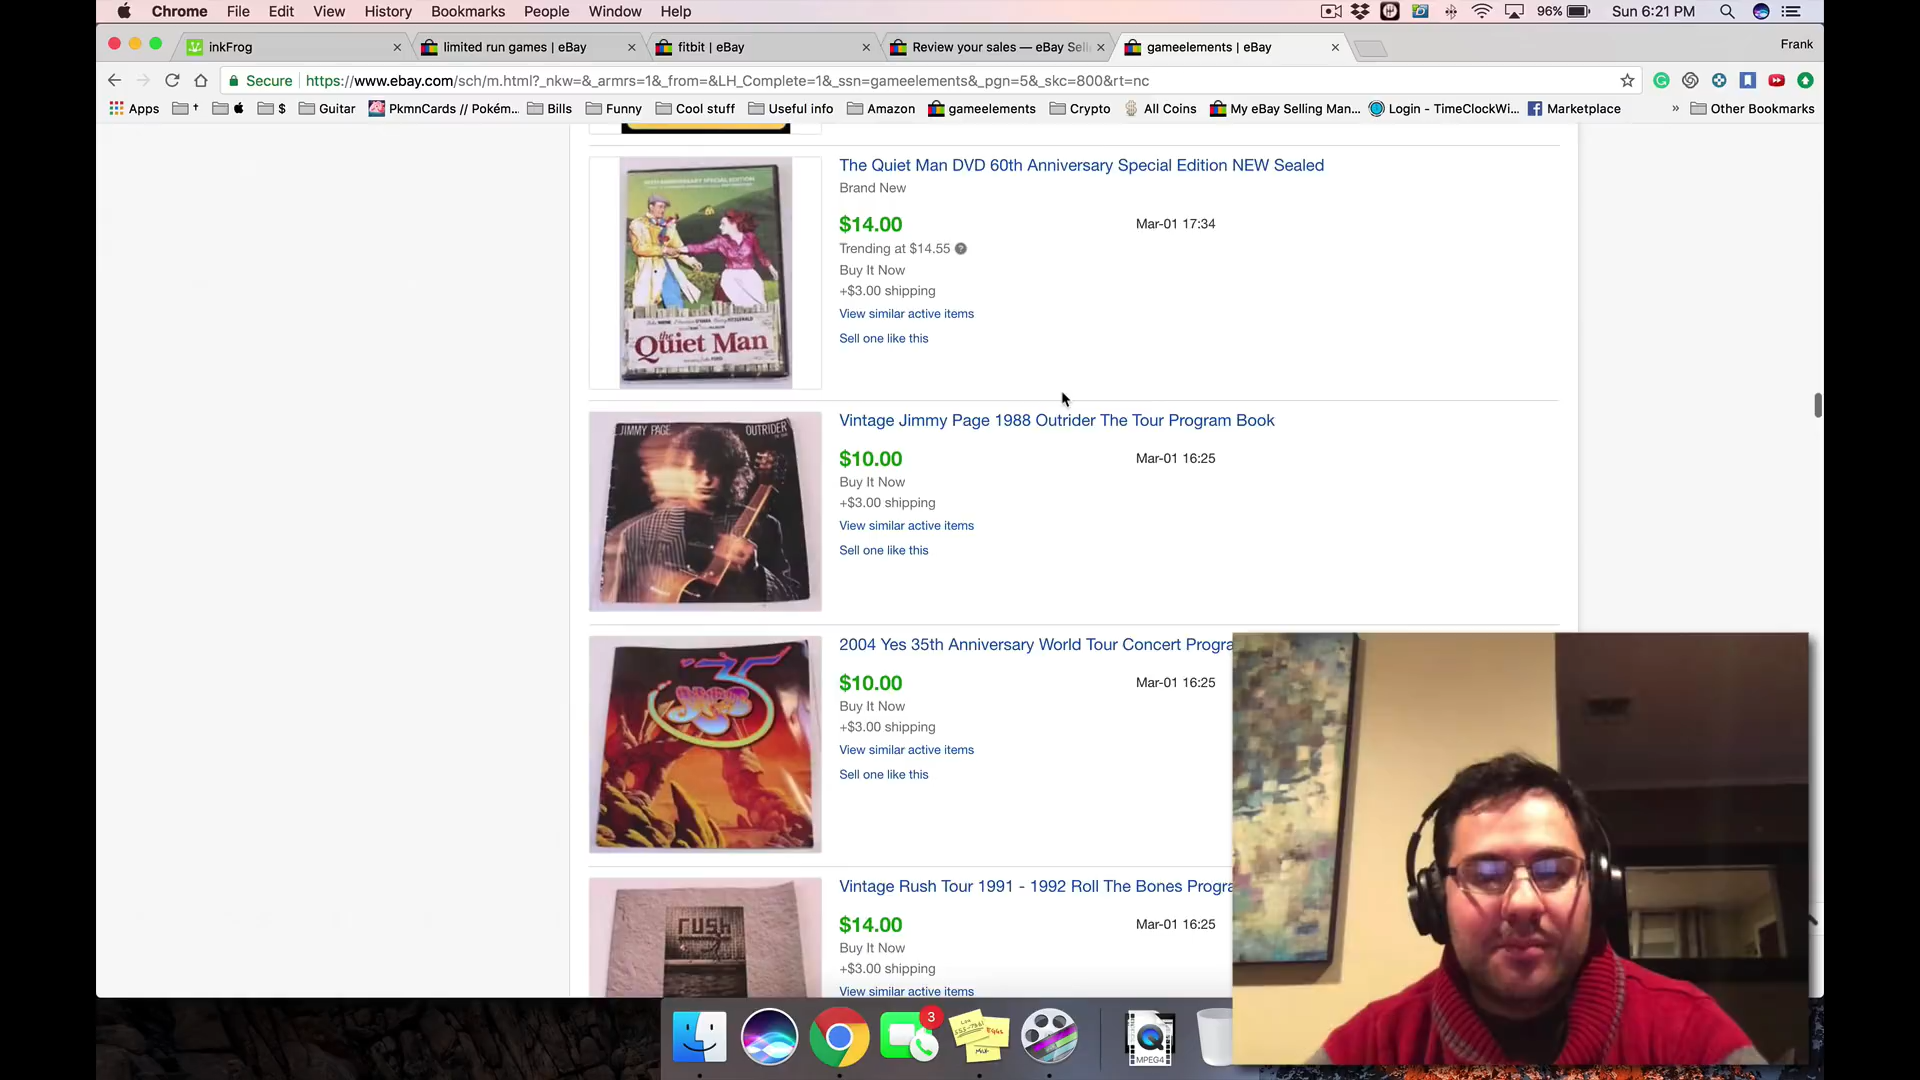 Chrome File Edit View History Bookmarks People Window Help 96% Sun 6:21 PM
inkFrog limited run games | eBay fitbit | eBay Review your sales — eBay Sell gameelements | eBay Frank
Secure https://www.ebay.com/sch/m.html?_nkw=&_armrs=1&_from=&LH_Complete=1&_ssn=gameelements&_pgn=5&_skc=800&rt=nc
Apps † $ Guitar PkmnCards // Pokém... Bills Funny Cool stuff Useful info Amazon gameelements Crypto All Coins My eBay Selling Man... Login - TimeClockWi... Marketplace » Other Bookmarks
The Quiet Man DVD 60th Anniversary Special Edition NEW Sealed
Brand New
$14.00 Mar-01 17:34
Trending at $14.55
Buy It Now
+$3.00 shipping
View similar active items
Sell one like this
the Quiet Man
Vintage Jimmy Page 1988 Outrider The Tour Program Book
JIMMY PAGE OUTRIDER
$10.00 Mar-01 16:25
Buy It Now
+$3.00 shipping
View similar active items
Sell one like this
2004 Yes 35th Anniversary World Tour Concert Progra
$10.00 Mar-01 16:25
Buy It Now
+$3.00 shipping
View similar active items
Sell one like this
Vintage Rush Tour 1991 - 1992 Roll The Bones Progra
rush
$14.00 Mar-01 16:25
Buy It Now
+$3.00 shipping
View similar active items
3
EGGS
MILK
MPEG4